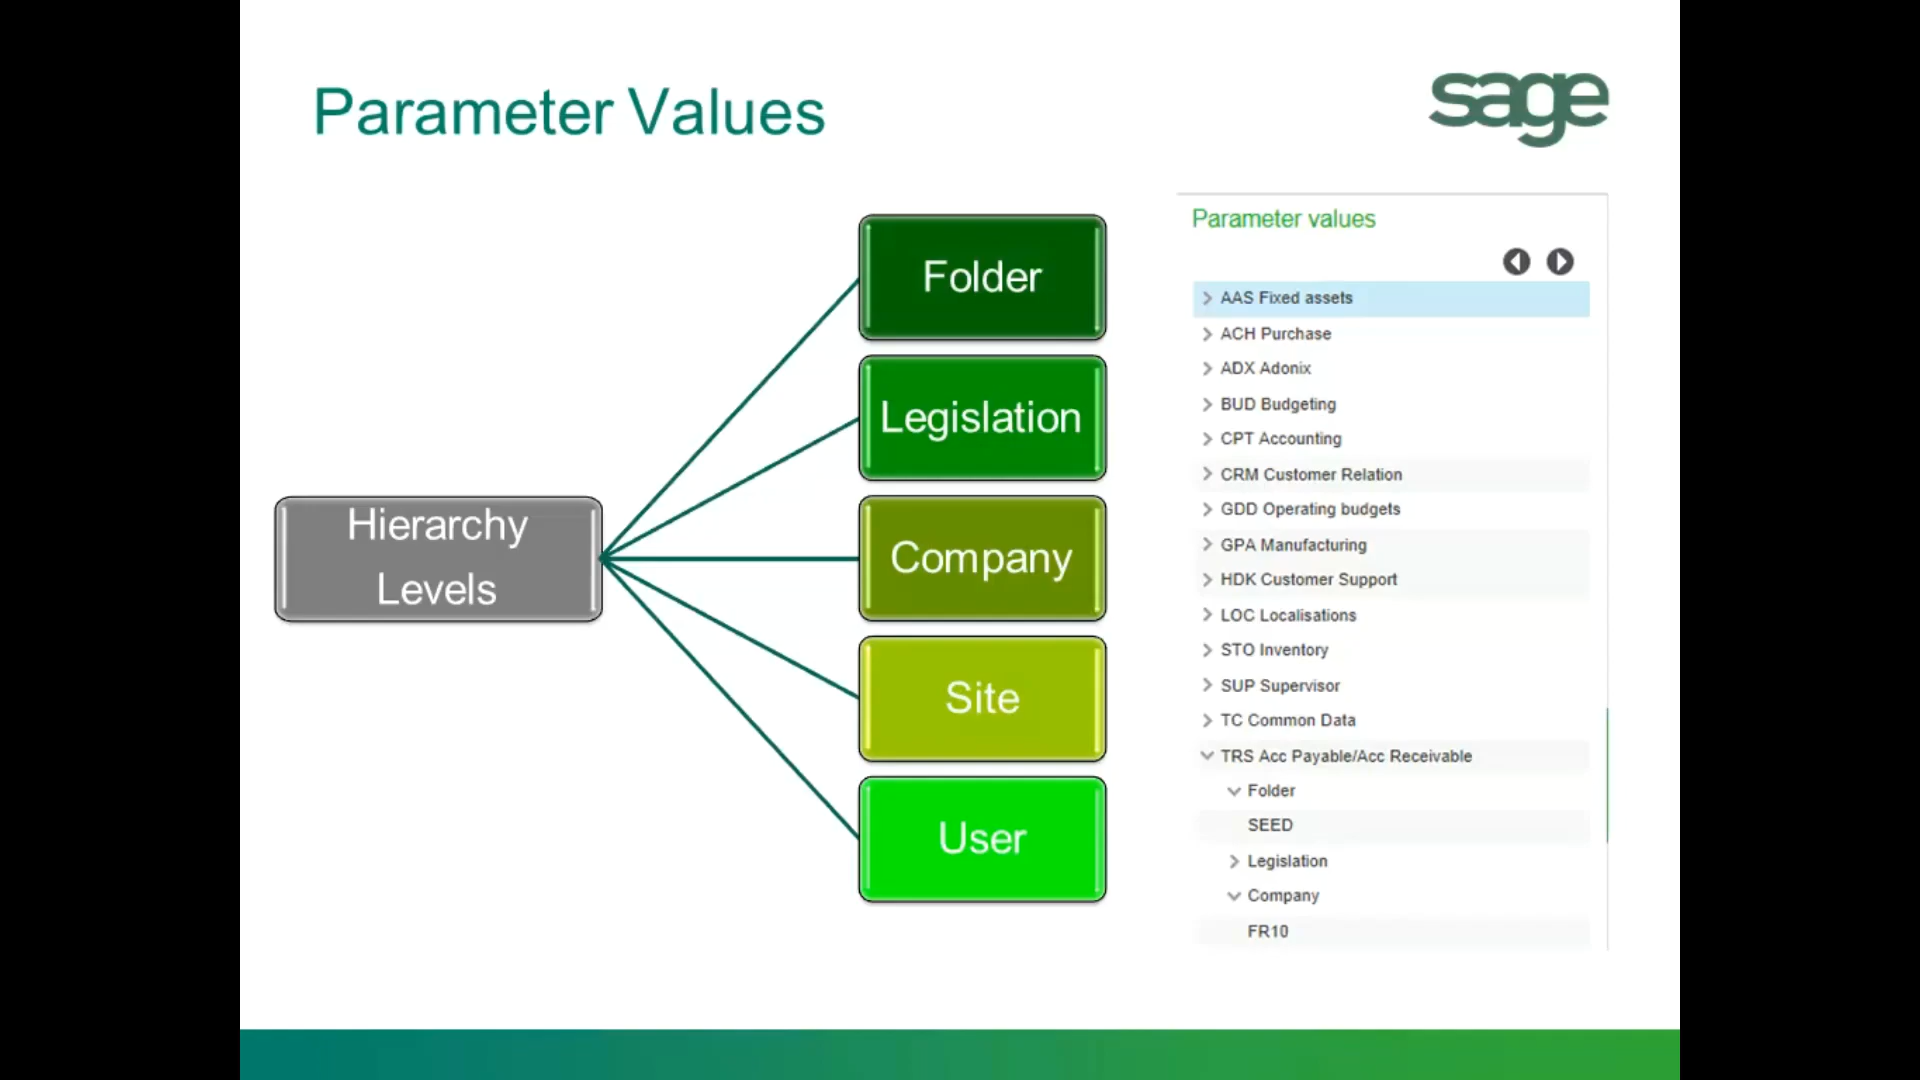 Parameter Values
sage
Hierarchy
Levels
Folder
Legislation
Company
Site
User
Parameter values
AAS Fixed assets
ACH Purchase
ADX Adonix
BUD Budgeting
CPT Accounting
CRM Customer Relation
GDD Operating budgets
GPA Manufacturing
HDK Customer Support
LOC Localisations
STO Inventory
SUP Supervisor
TC Common Data
TRS Acc Payable/Acc Receivable
Folder
SEED
Legislation
Company
FR10